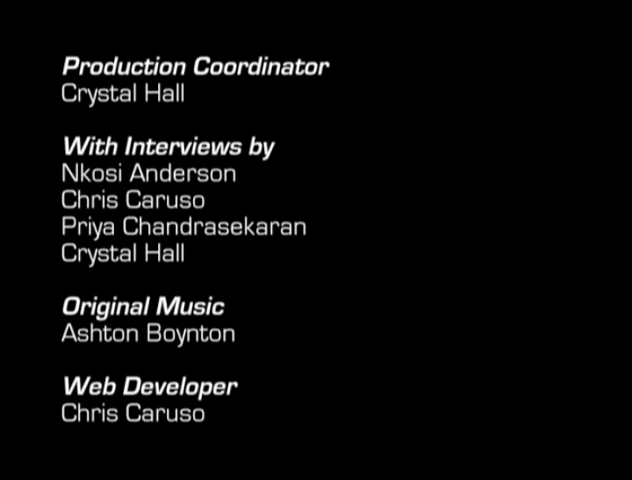 Production Coordinator
Crystal Hall
With Interviews by
Nkosi Anderson
Chris Caruso
Priya Chandrasekaran
Crystal Hall
Original Music
Ashton Boynton
Web Developer
Chris Caruso